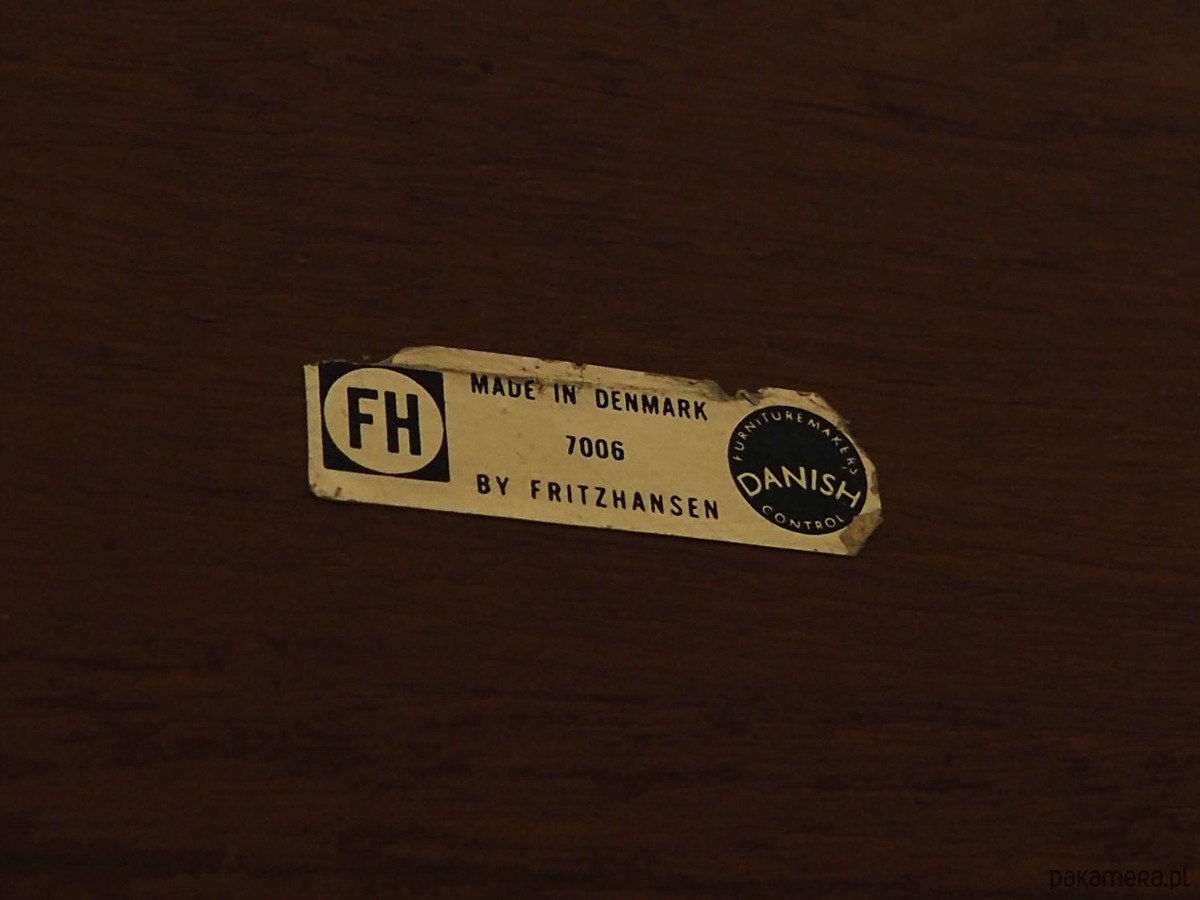 FH
MADE IN DENMARK
7006
BY FRITZHANSEN
FURNITUREMAKERS
DANISH
CONTROL
pakamera.pl